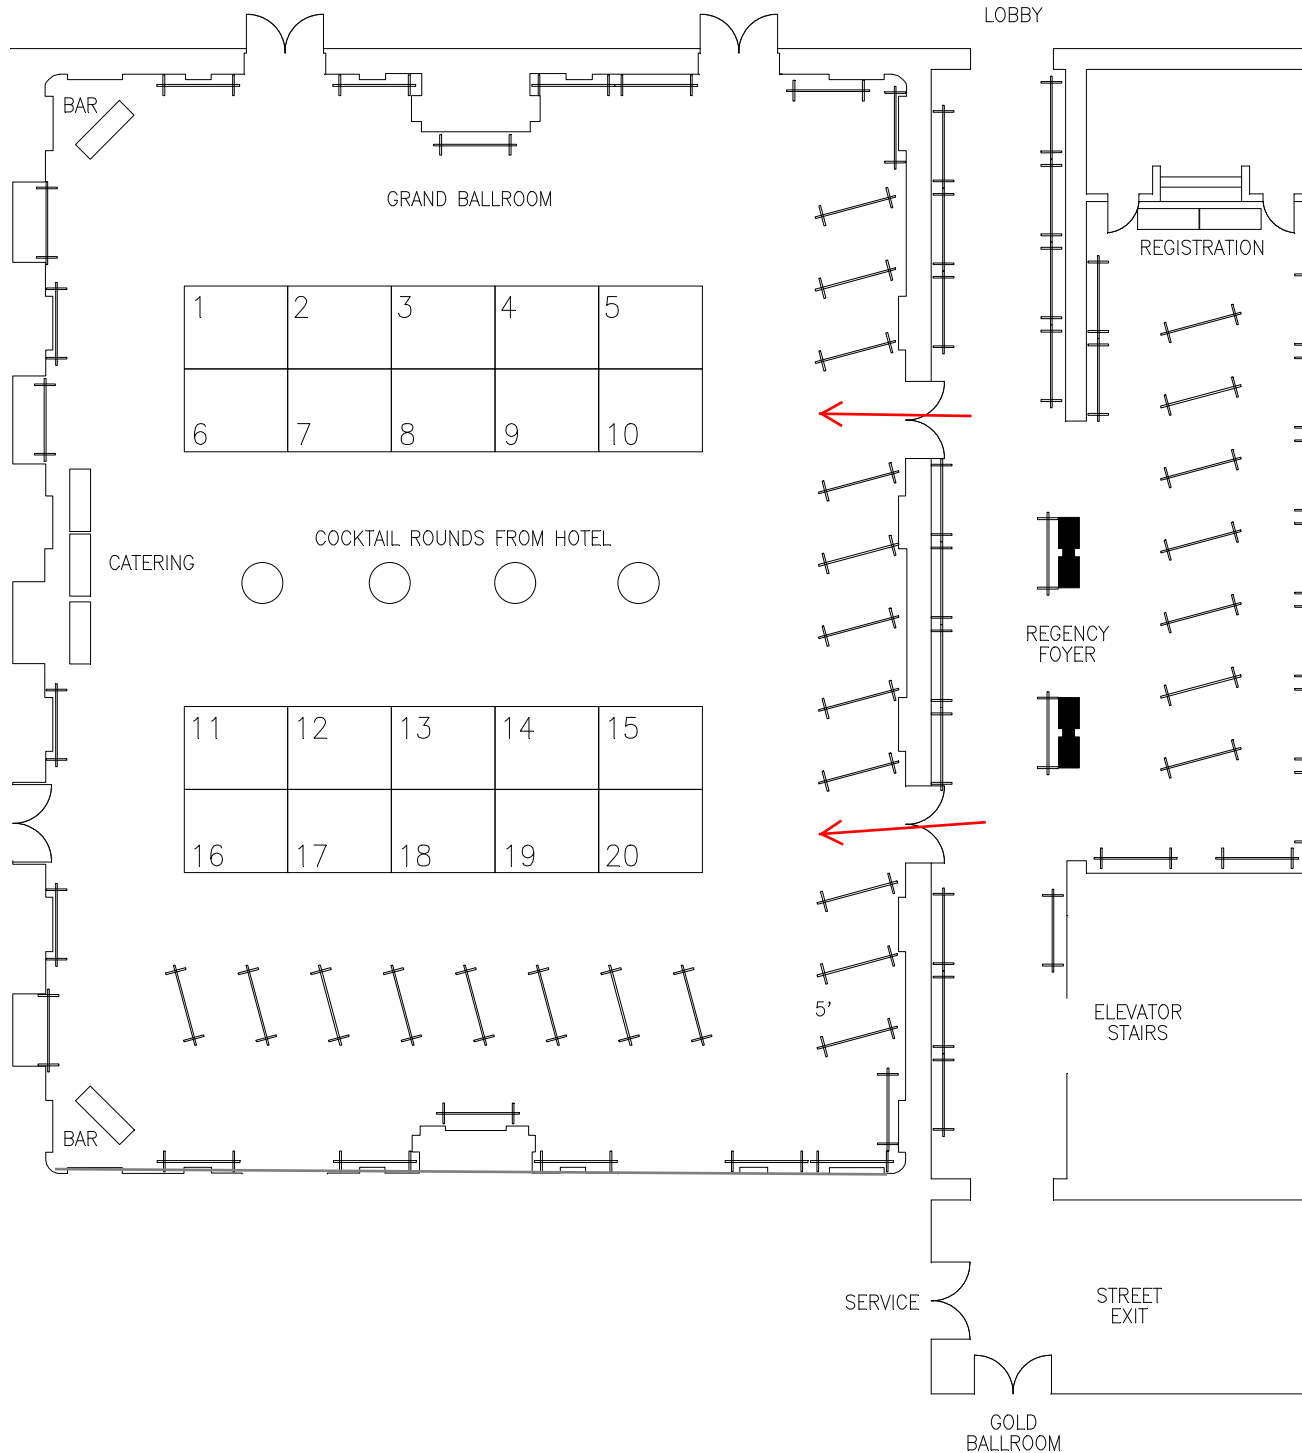 LOBBY
BAR
GRAND BALLROOM
REGISTRATION
1
2
3
4
5
6
7
8
9
10
COCKTAIL ROUNDS FROM HOTEL
CATERING
REGENCY
FOYER
11
12
13
14
15
16
17
18
19
20
5'
ELEVATOR
STAIRS
BAR
SERVICE
STREET
EXIT
GOLD
BALLROOM